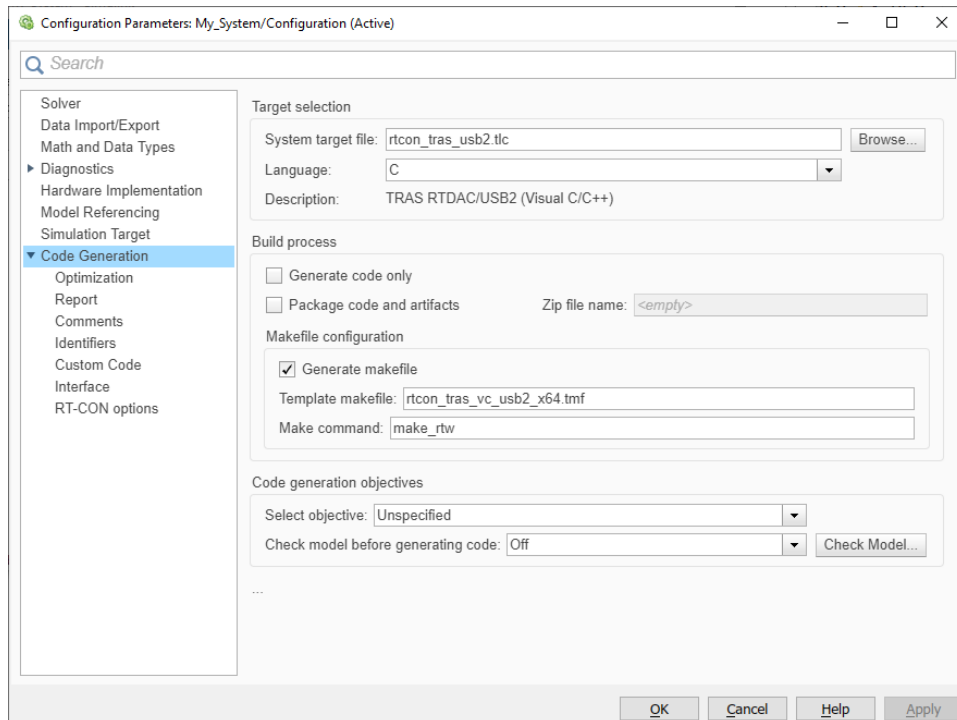 Configuration Parameters: My_System/Configuration (Active)
Search
Solver
Data Import/Export
Math and Data Types
Diagnostics
Hardware Implementation
Model Referencing
Simulation Target
Code Generation
Optimization
Report
Comments
Identifiers
Custom Code
Interface
RT-CON options
Target selection
System target file: rtcon_tras_usb2.tlc Browse...
Language: C
Description: TRAS RTDAC/USB2 (Visual C/C++)
Build process
Generate code only
Package code and artifacts Zip file name: <empty>
Makefile configuration
Generate makefile
Template makefile: rtcon_tras_vc_usb2_x64.tmf
Make command: make_rtw
Code generation objectives
Select objective: Unspecified
Check model before generating code: Off Check Model...
...
OK Cancel Help Apply